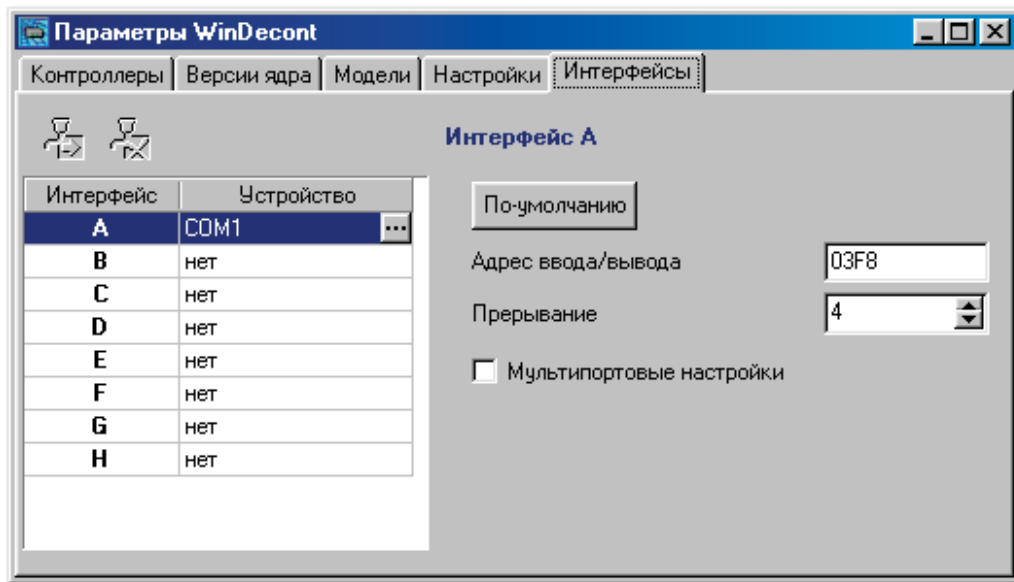 Параметры WinDecont
Контроллеры Версии ядра Модели Настройки Интерфейсы
Интерфейс А
Интерфейс Устройство
A COM1 ...
B нет
C нет
D нет
E нет
F нет
G нет
H нет
По-умолчанию
Адрес ввода/вывода 03F8
Прерывание 4
Мультипортовые настройки